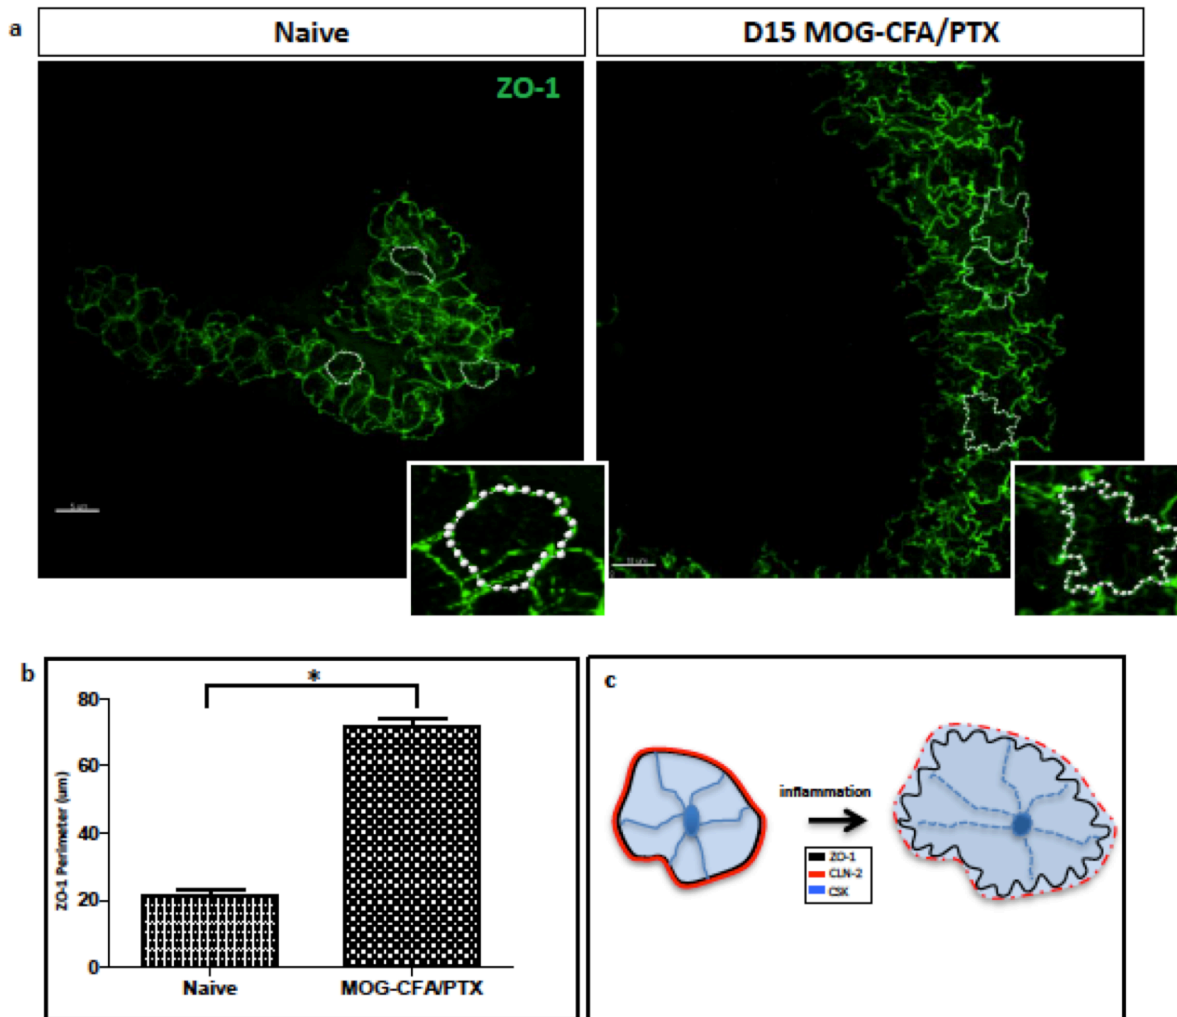 a
Naive
D15 MOG-CFA/PTX
ZO-1
b
*
80
60
40
20
0
ZO-1 Perimeter (um)
Naive
MOG-CFA/PTX
c
inflammation
ZO-1
CLN-2
CSK